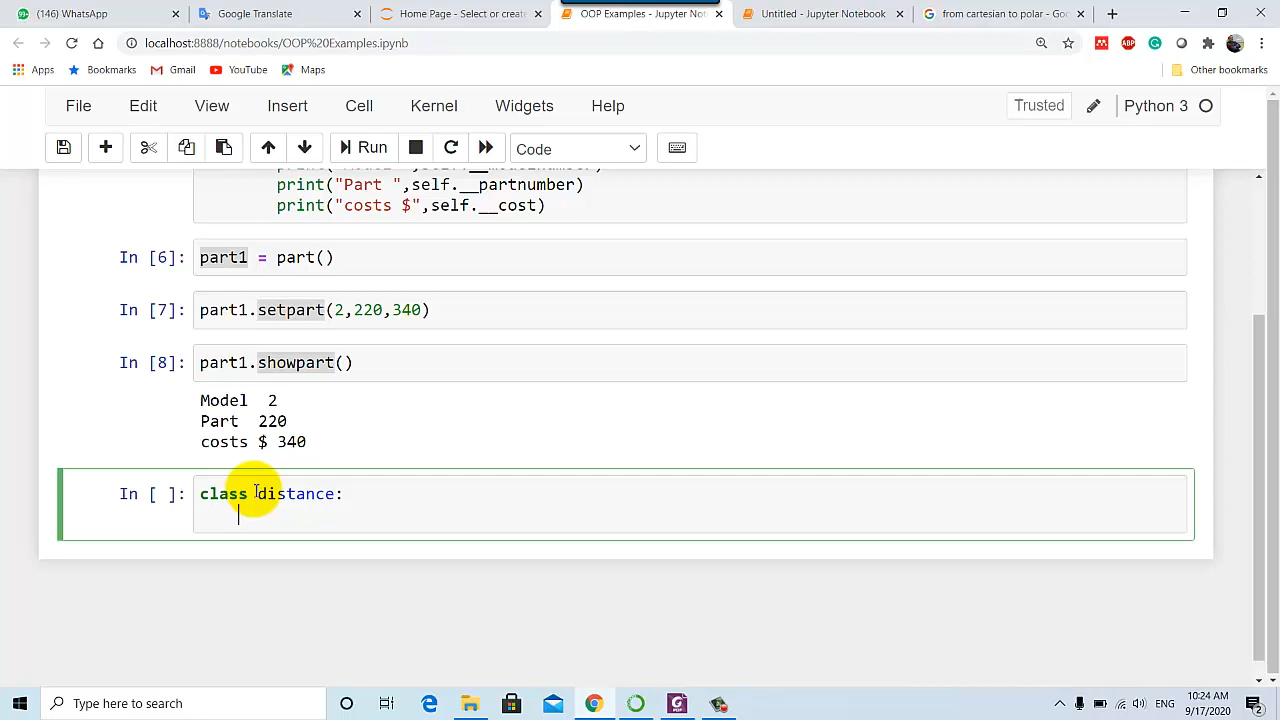 (146) WhatsApp
Google Translate
Home Page - Select or create
OOP Examples - Jupyter Notebook
Untitled - Jupyter Notebook
from cartesian to polar - Goo
localhost:8888/notebooks/OOP%20Examples.ipynb
Apps
Bookmarks
Gmail
YouTube
Maps
Other bookmarks
File
Edit
View
Insert
Cell
Kernel
Widgets
Help
Trusted
Python 3
Run
Code
print("Part ",self.__partnumber)
print("costs $",self.__cost)
In [6]: part1 = part()
In [7]: part1.setpart(2,220,340)
In [8]: part1.showpart()
Model  2
Part  220
costs $ 340
In [ ]: class distance:
Type here to search
10:24 AM
9/17/2020
2